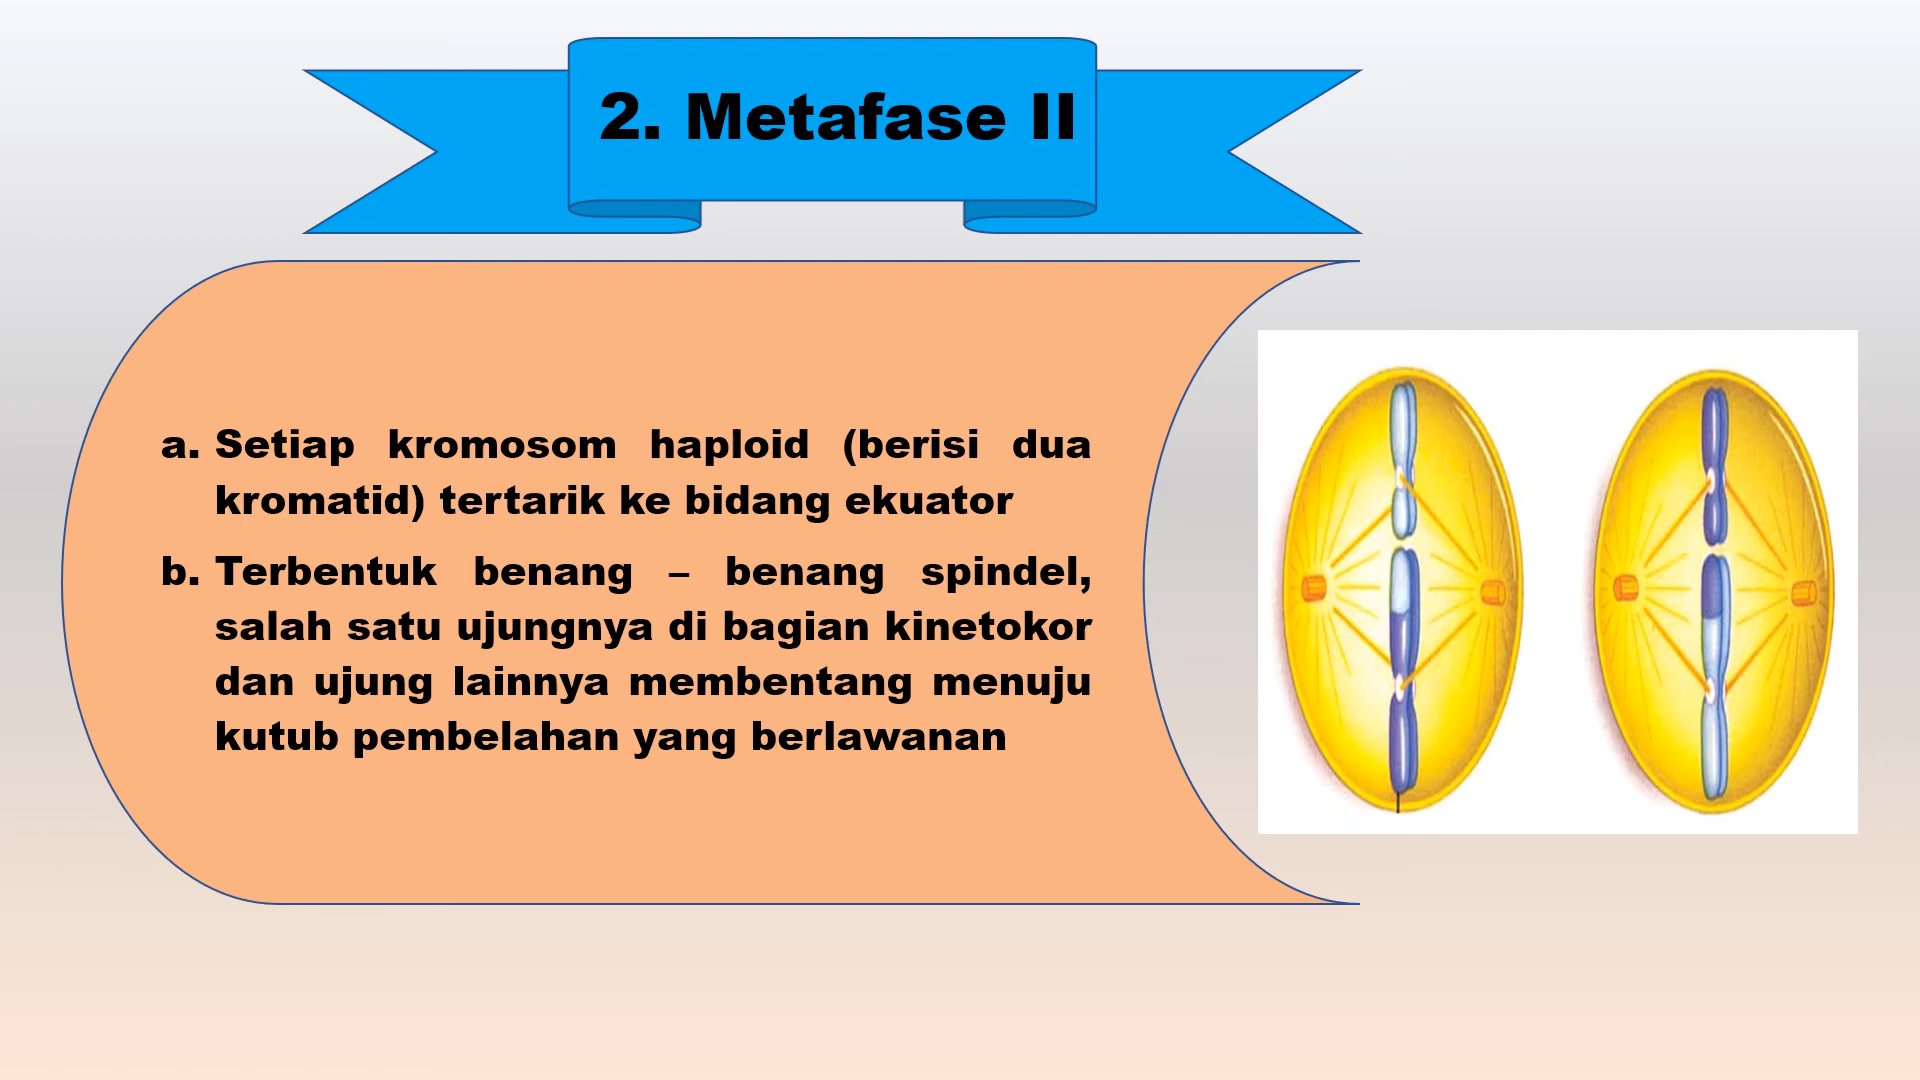 2. Metafase II
a. Setiap kromosom haploid (berisi dua
kromatid) tertarik ke bidang ekuator
b. Terbentuk benang – benang spindel,
salah satu ujungnya di bagian kinetokor
dan ujung lainnya membentang menuju
kutub pembelahan yang berlawanan